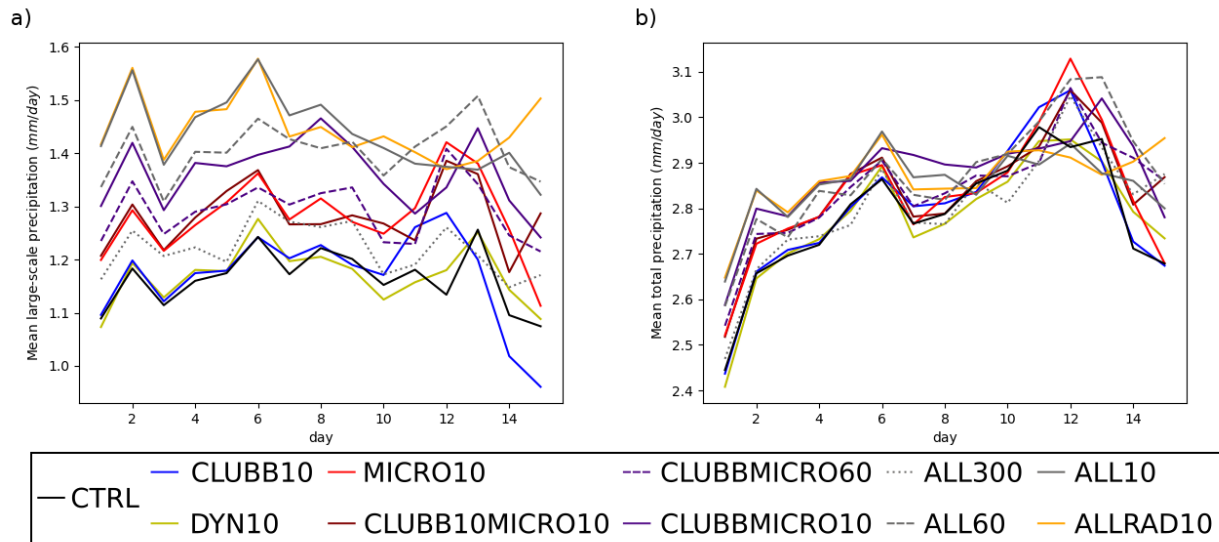 a)
b)
Mean large-scale precipitation (mm/day)
1.6
1.5
1.4
1.3
1.2
1.1
1.0
2 4 6 8 10 12 14
day
Mean total precipitation (mm/day)
3.1
3.0
2.9
2.8
2.7
2.6
2.5
2.4
2 4 6 8 10 12 14
day
CTRL
CLUBB10 MICRO10 CLUBBMICRO60 ALL300 ALL10
DYN10 CLUBB10MICRO10 CLUBBMICRO10 ALL60 ALLRAD10